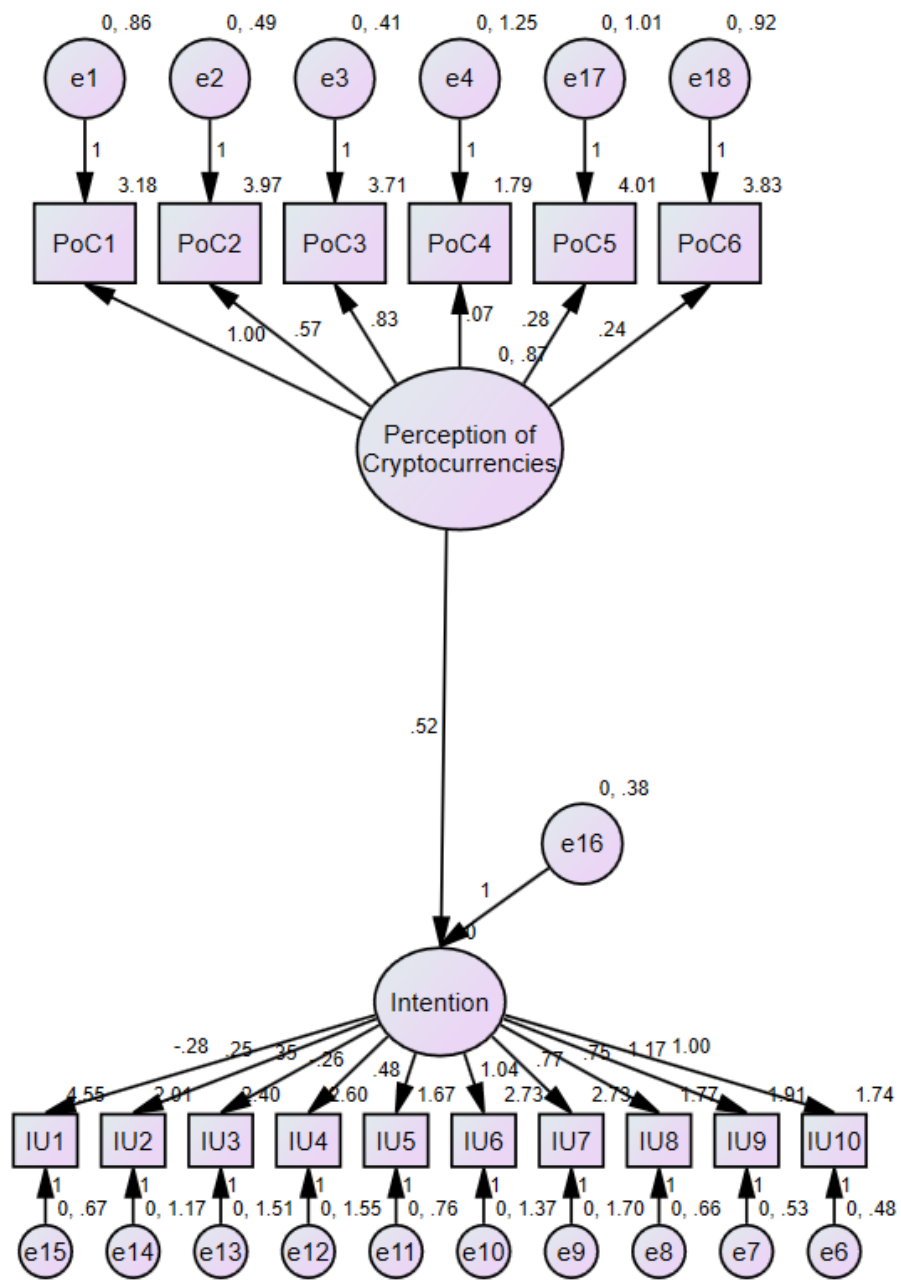 0, .86
0, .49
0, .41
0, 1.25
0, 1.01
0, .92
e1
e2
e3
e4
e17
e18
1
1
1
1
1
1
3.18
3.97
3.71
1.79
4.01
3.83
PoC1
PoC2
PoC3
PoC4
PoC5
PoC6
1.00
.57
.83
.07
.28
.24
0, .87
Perception of
Cryptocurrencies
.52
0, .38
e16
1
0
Intention
-.28
.25
.35
-.26
.48
1.04
.77
.75
1.17
1.00
4.55
2.01
2.40
2.60
1.67
2.73
2.73
1.77
1.91
1.74
IU1
IU2
IU3
IU4
IU5
IU6
IU7
IU8
IU9
IU10
1
1
1
1
1
1
1
1
1
1
0, .67
0, 1.17
0, 1.51
0, 1.55
0, .76
0, 1.37
0, 1.70
0, .66
0, .53
0, .48
e15
e14
e13
e12
e11
e10
e9
e8
e7
e6